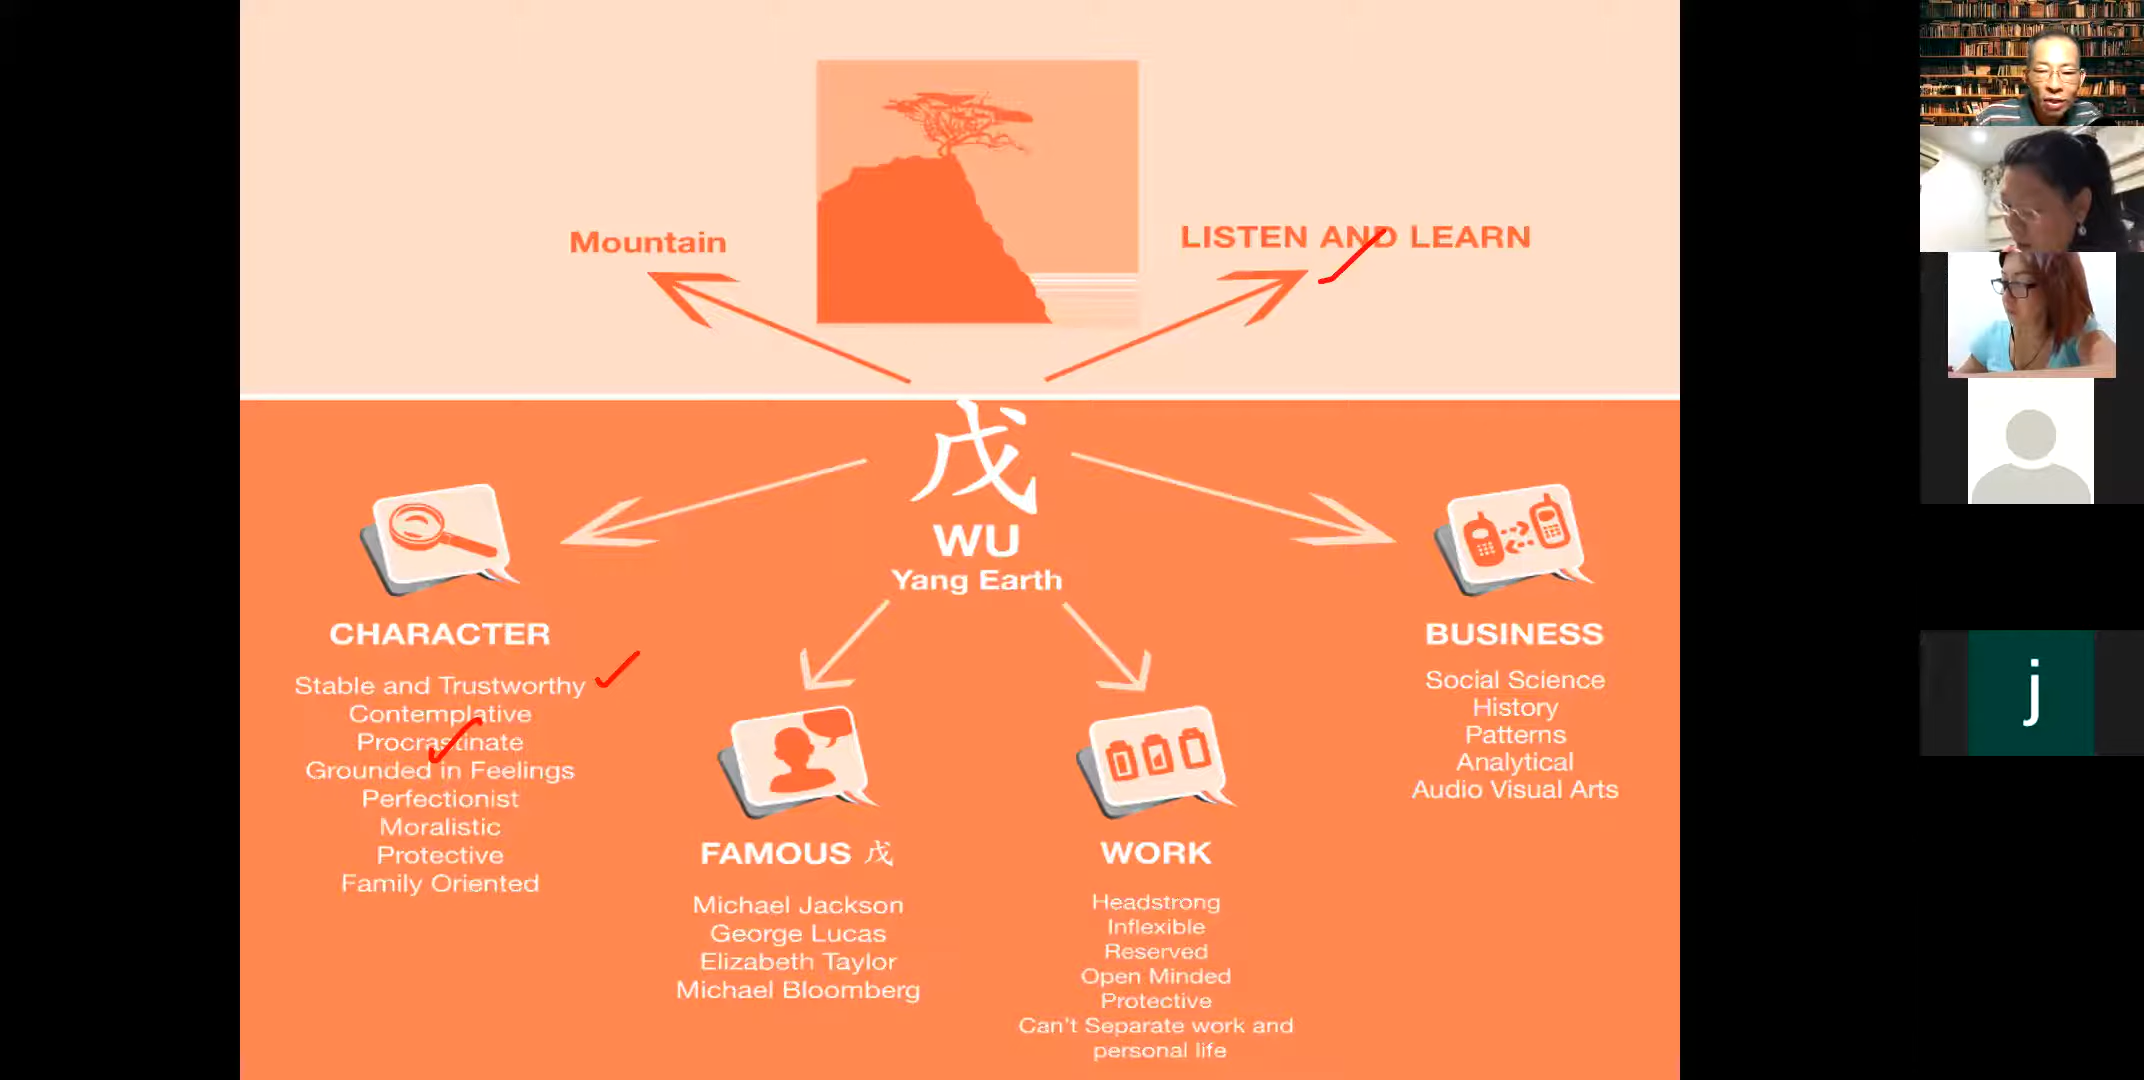 Mountain
LISTEN AND LEARN
戊
WU
Yang Earth
CHARACTER
Stable and Trustworthy
Contemplative
Procrastinate
Grounded in Feelings
Perfectionist
Moralistic
Protective
Family Oriented
FAMOUS 戊
Michael Jackson
George Lucas
Elizabeth Taylor
Michael Bloomberg
WORK
Headstrong
Inflexible
Reserved
Open Minded
Protective
Can't Separate work and
personal life
BUSINESS
Social Science
History
Patterns
Analytical
Audio Visual Arts
j